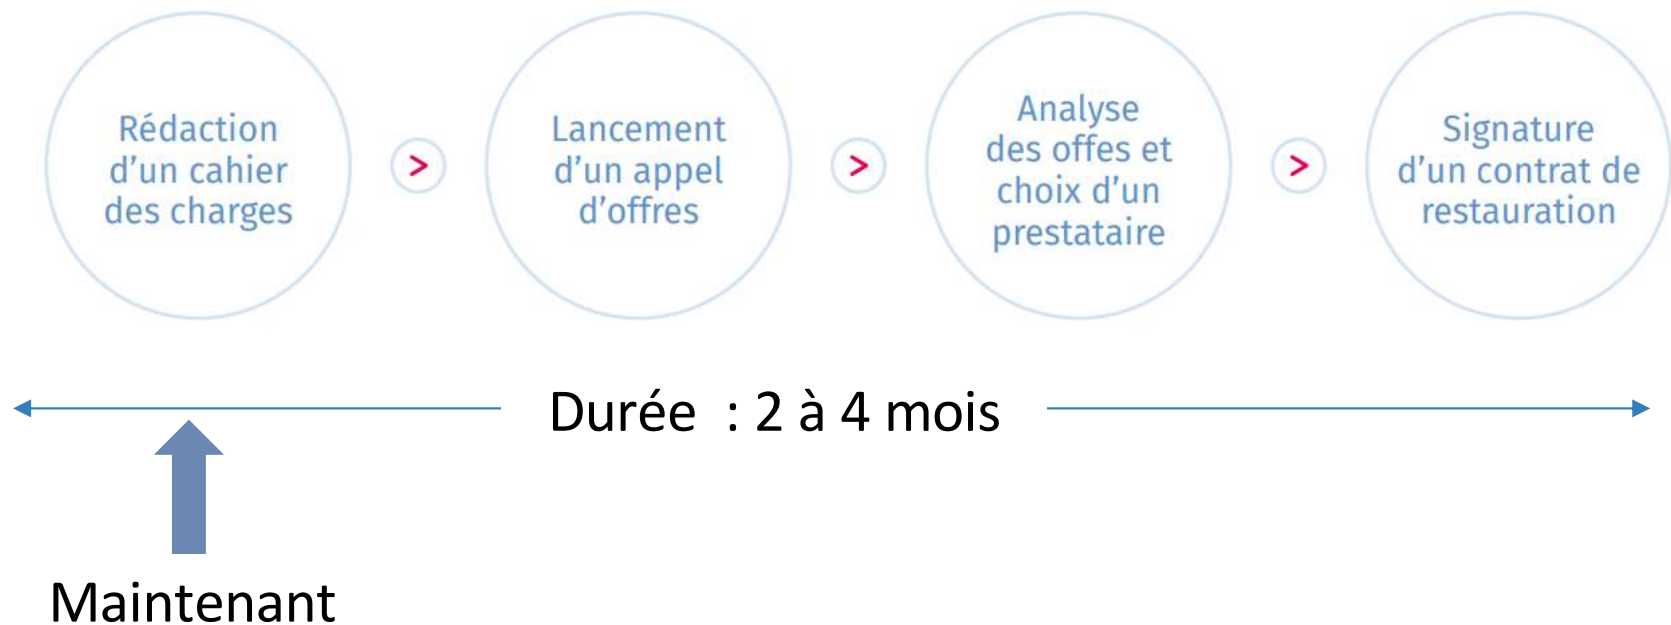 Rédaction
d'un cahier
des charges
>
Lancement
d'un appel
d'offres
>
Analyse
des offes et
choix d'un
prestataire
>
Signature
d'un contrat de
restauration
Durée : 2 à 4 mois
Maintenant